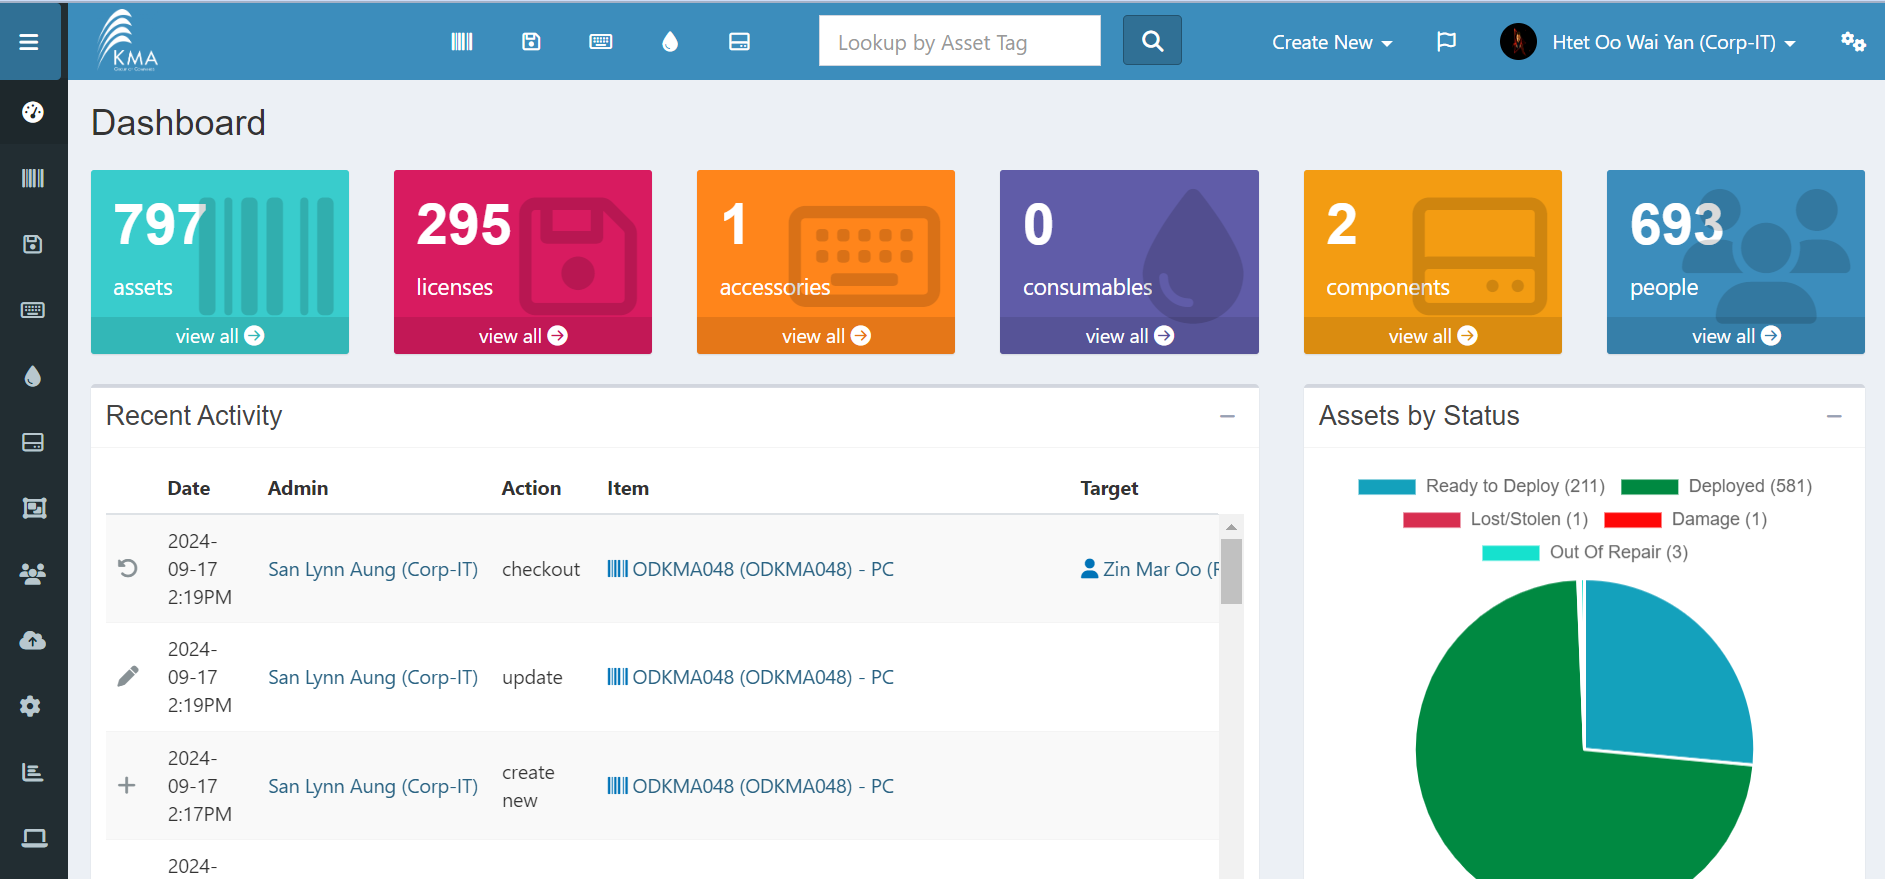 KMA
Lookup by Asset Tag
Create New
Htet Oo Wai Yan (Corp-IT)
Dashboard
797
assets
view all
295
licenses
view all
1
accessories
view all
0
consumables
view all
2
components
view all
693
people
view all
Recent Activity
Date Admin Action Item Target
2024-
09-17
2:19PM
San Lynn Aung (Corp-IT)
checkout
ODKMA048 (ODKMA048) - PC
Zin Mar Oo (
2024-
09-17
2:19PM
San Lynn Aung (Corp-IT)
update
ODKMA048 (ODKMA048) - PC
2024-
09-17
2:17PM
San Lynn Aung (Corp-IT)
create
new
ODKMA048 (ODKMA048) - PC
2024-
Assets by Status
Ready to Deploy (211) Deployed (581)
Lost/Stolen (1) Damage (1)
Out Of Repair (3)